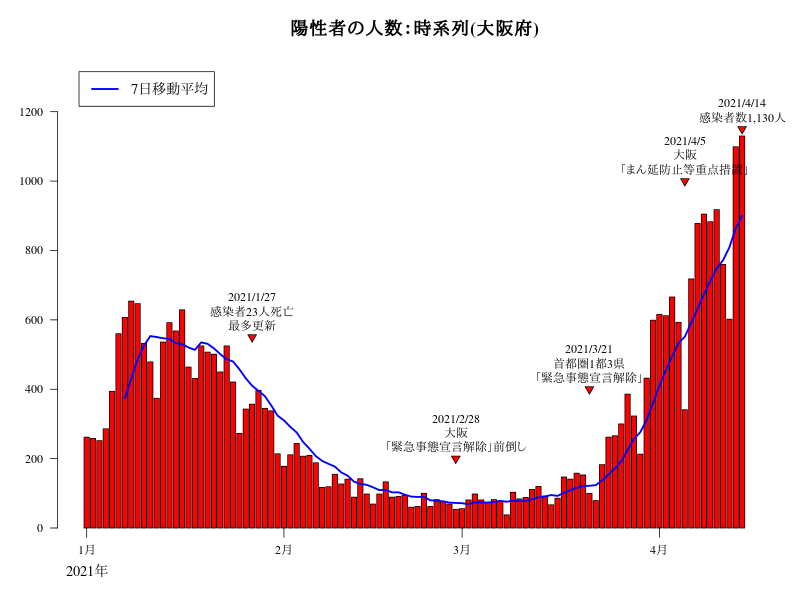 陽性者の人数：時系列(大阪府)
7日移動平均
2021/4/14
感染者数1,130人
2021/4/5
大阪
「まん延防止等重点措置」
2021/1/27
感染者23人死亡
最多更新
2021/3/21
首都圏1都3県
「緊急事態宣言解除」
2021/2/28
大阪
「緊急事態宣言解除」前倒し
1200
1000
800
600
400
200
0
1月
2月
3月
4月
2021年